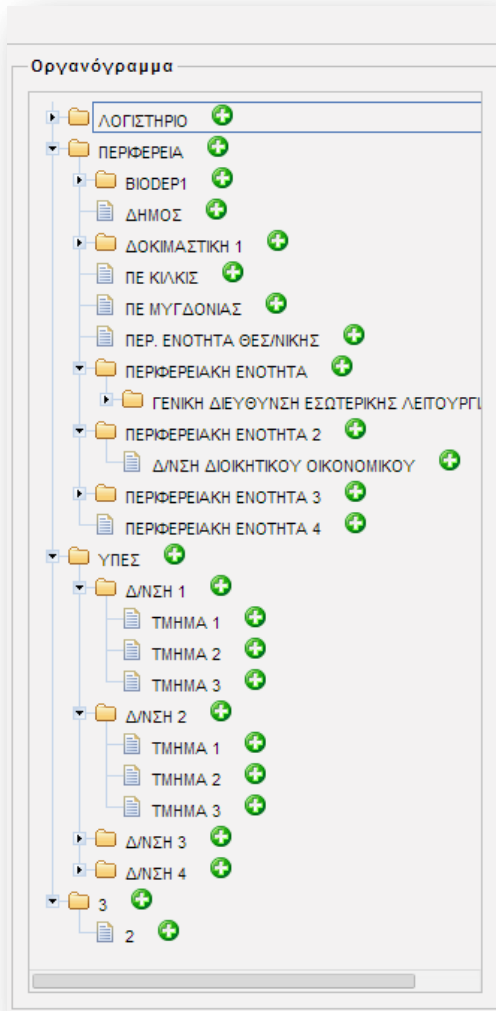 Οργανόγραμμα
ΛΟΓΙΣΤΗΡΙΟ
ΠΕΡΙΦΕΡΕΙΑ
BIODEP1
ΔΗΜΟΣ
ΔΟΚΙΜΑΣΤΙΚΗ 1
ΠΕ ΚΙΛΚΙΣ
ΠΕ ΜΥΓΔΟΝΙΑΣ
ΠΕΡ. ΕΝΟΤΗΤΑ ΘΕΣ/ΝΙΚΗΣ
ΠΕΡΙΦΕΡΕΙΑΚΗ ΕΝΟΤΗΤΑ
ΓΕΝΙΚΗ ΔΙΕΥΘΥΝΣΗ ΕΣΩΤΕΡΙΚΗΣ ΛΕΙΤΟΥΡΓΙ
ΠΕΡΙΦΕΡΕΙΑΚΗ ΕΝΟΤΗΤΑ 2
Δ/ΝΣΗ ΔΙΟΙΚΗΤΙΚΟΥ ΟΙΚΟΝΟΜΙΚΟΥ
ΠΕΡΙΦΕΡΕΙΑΚΗ ΕΝΟΤΗΤΑ 3
ΠΕΡΙΦΕΡΕΙΑΚΗ ΕΝΟΤΗΤΑ 4
ΥΠΕΣ
Δ/ΝΣΗ 1
ΤΜΗΜΑ 1
ΤΜΗΜΑ 2
ΤΜΗΜΑ 3
Δ/ΝΣΗ 2
ΤΜΗΜΑ 1
ΤΜΗΜΑ 2
ΤΜΗΜΑ 3
Δ/ΝΣΗ 3
Δ/ΝΣΗ 4
3
2